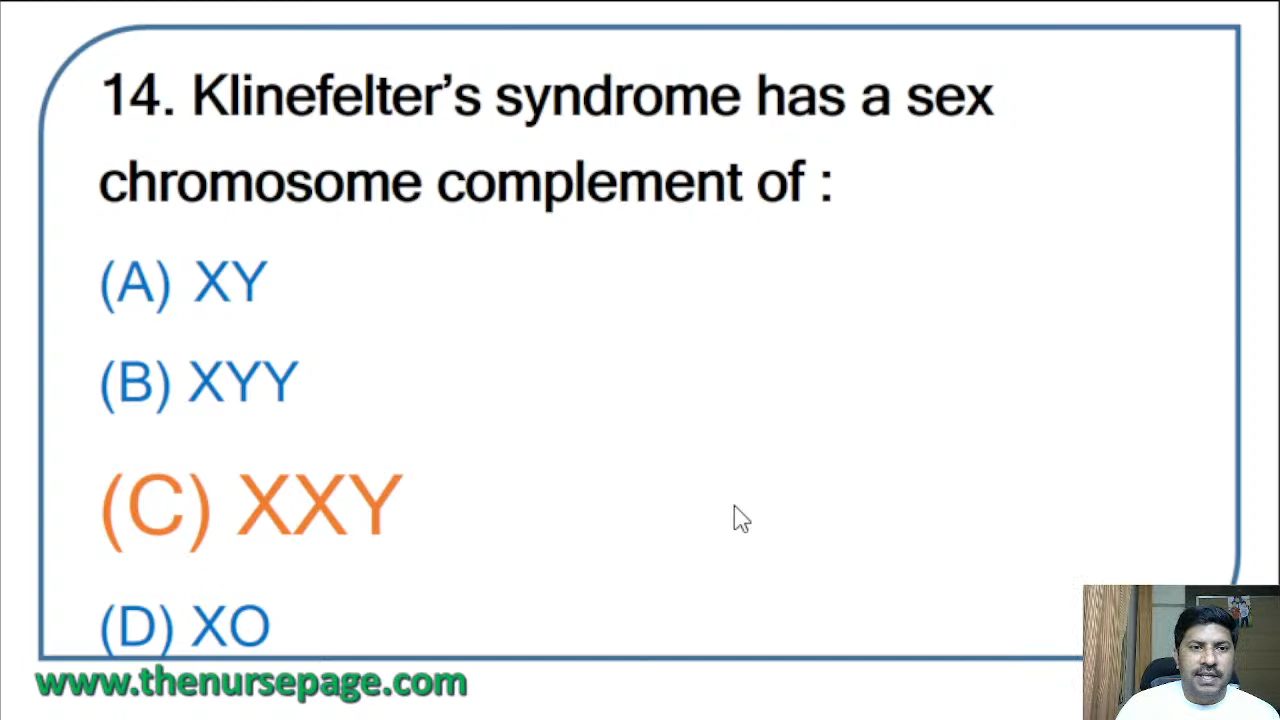 14. Klinefelter’s syndrome has a sex
chromosome complement of :
(A) XY
(B) XYY
(C) XXY
(D) XO
www.thenursepage.com